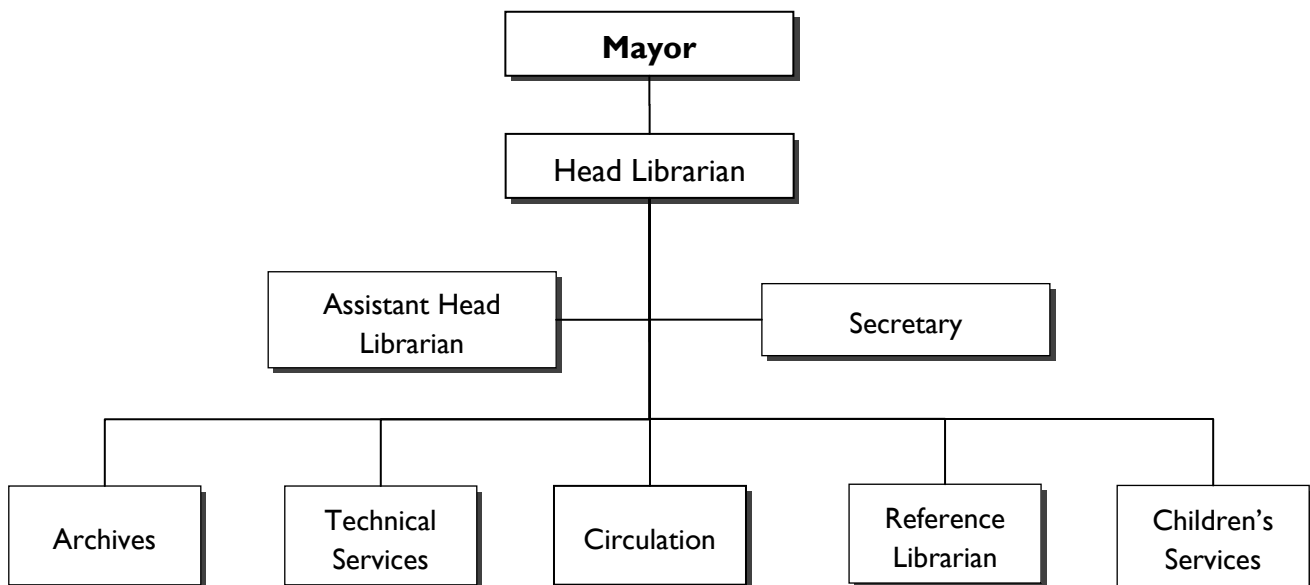 Mayor
Head Librarian
Assistant Head
Librarian
Secretary
Archives
Technical
Services
Circulation
Reference
Librarian
Children’s
Services